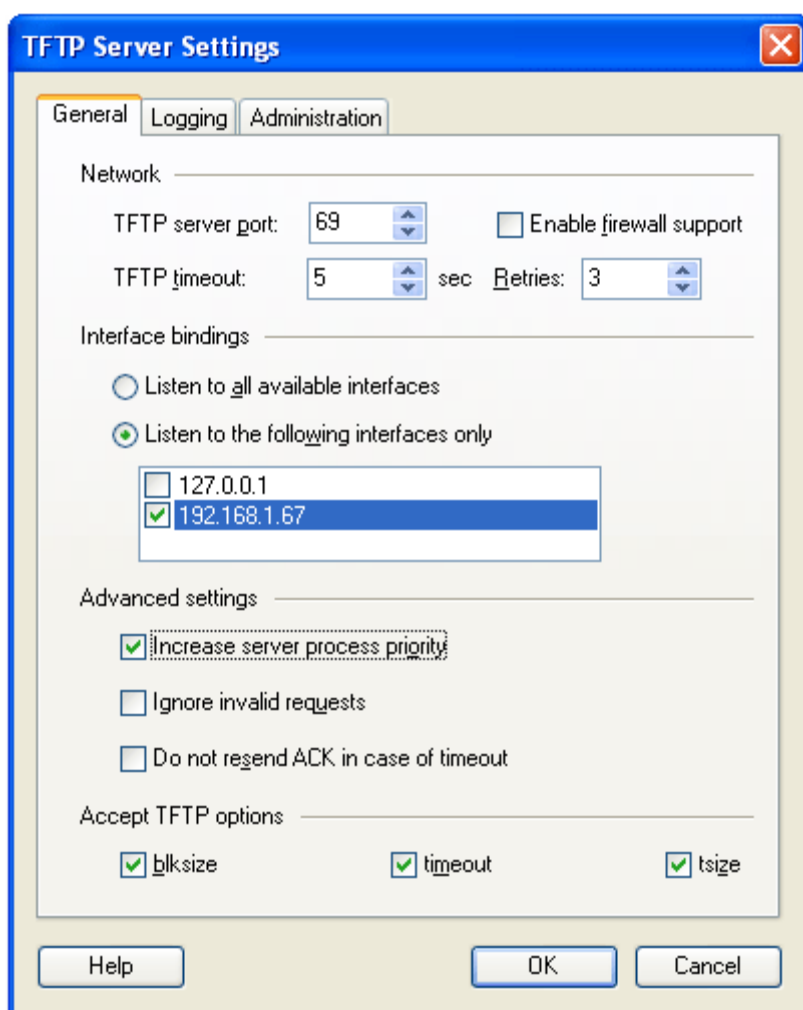 TFTP Server Settings
General Logging Administration
Network
TFTP server port: 69 Enable firewall support
TFTP timeout: 5 sec Retries: 3
Interface bindings
Listen to all available interfaces
Listen to the following interfaces only
127.0.0.1
192.168.1.67
Advanced settings
Increase server process priority
Ignore invalid requests
Do not resend ACK in case of timeout
Accept TFTP options
blksize timeout tsize
Help OK Cancel